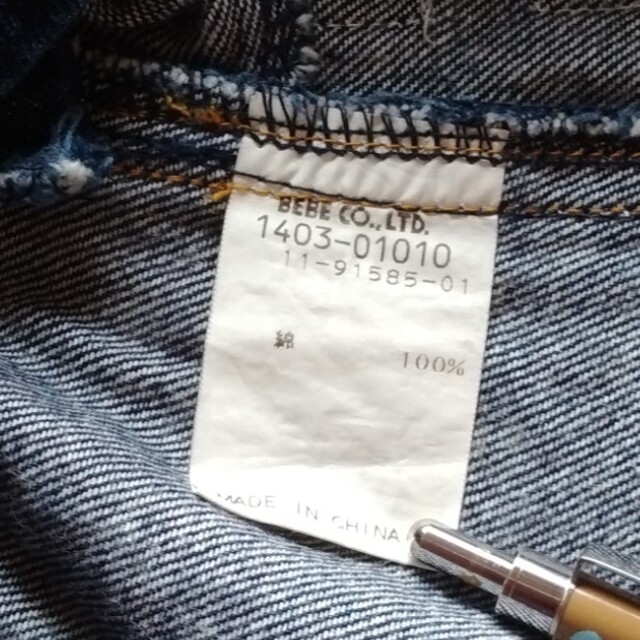 BEBE CO.,LTD.
1403-01010
11-91585-01
綿 100%
MADE IN CHINA